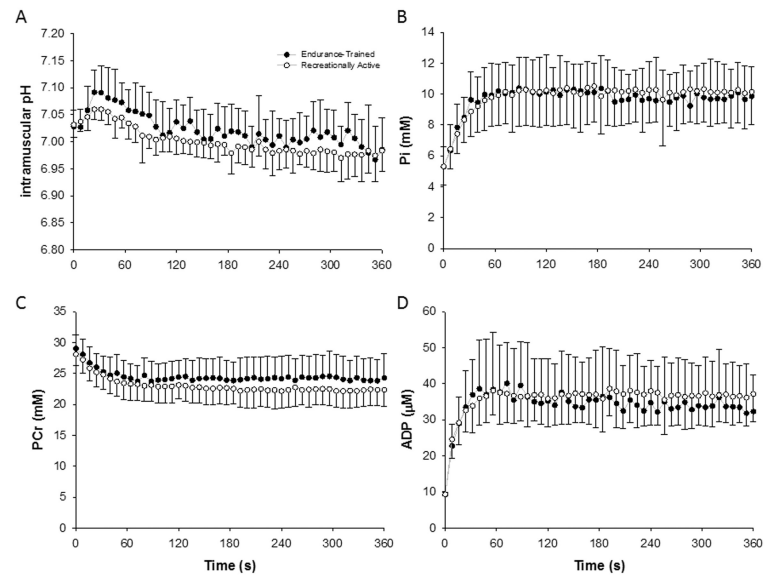 A
intramuscular pH
7.20
7.15
7.10
7.05
7.00
6.95
6.90
6.85
6.80
Endurance-Trained
Recreationally Active
0 60 120 180 240 300 360
B
Pi (mM)
14
12
10
8
6
4
2
0
0 60 120 180 240 300 360
C
PCr (mM)
35
30
25
20
15
10
5
0
0 60 120 180 240 300 360
Time (s)
D
ADP (µM)
60
50
40
30
20
10
0
0 60 120 180 240 300 360
Time (s)